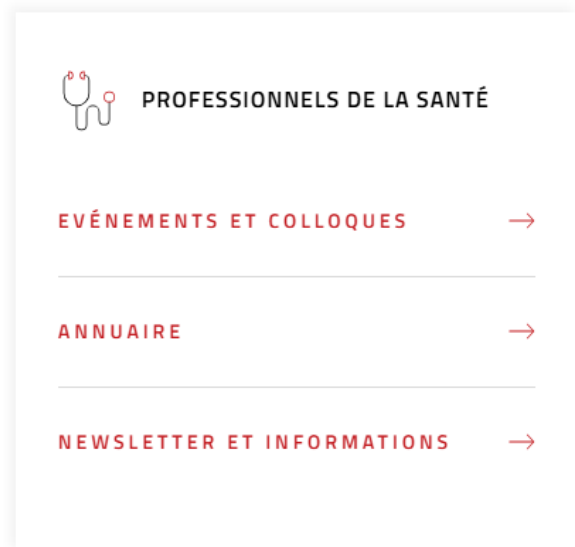 PROFESSIONNELS DE LA SANTÉ
EVÉNEMENTS ET COLLOQUES
ANNUAIRE
NEWSLETTER ET INFORMATIONS